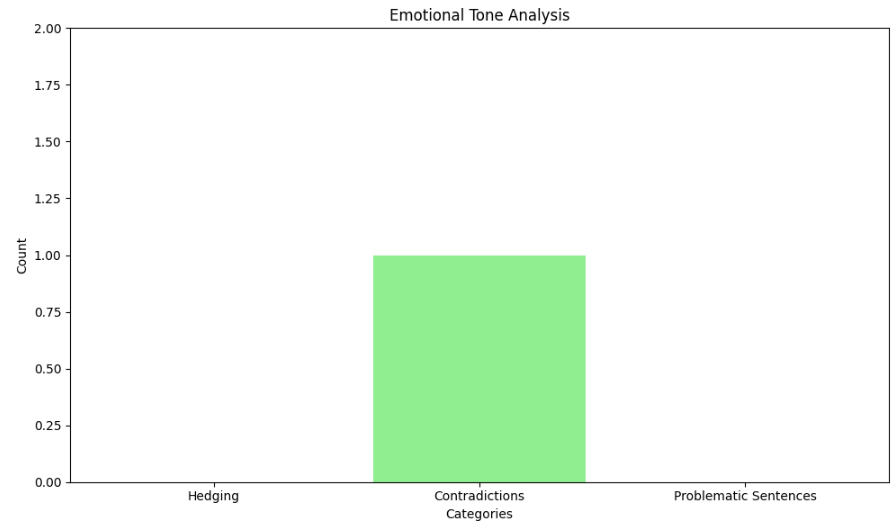 Emotional Tone Analysis
2.00
1.75
1.50
1.25
1.00
0.75
0.50
0.25
0.00
Count
Hedging Contradictions Problematic Sentences
Categories